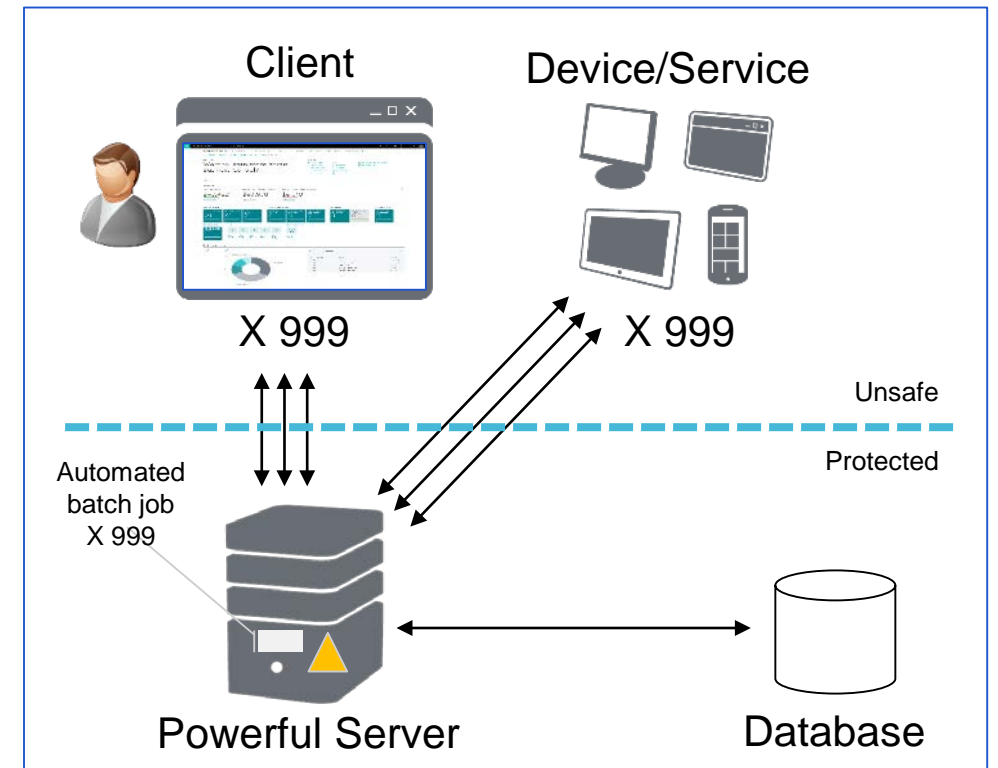 Client
Device/Service
X 999
X 999
Unsafe
Protected
Automated
batch job
X 999
Powerful Server
Database